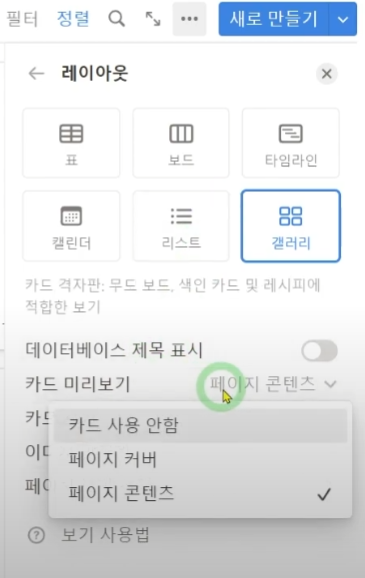 필터 정렬 새로 만들기
레이아웃
표 보드 타임라인
캘린더 리스트 갤러리
카드 격자판: 무드 보드, 색인 카드 및 레시피에
적합한 보기
데이터베이스 제목 표시
카드 미리보기 페이지 콘텐츠
카드 사용 안함
페이지 커버
페이지 콘텐츠
보기 사용법